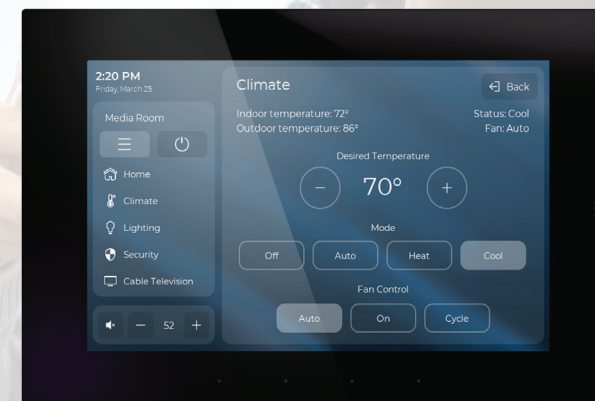 2:20 PM
Friday, March 25
Media Room
Home
Climate
Lighting
Security
Cable Television
52
Climate
Back
Indoor temperature: 72°
Outdoor temperature: 86°
Status: Cool
Fan: Auto
Desired Temperature
70°
Mode
Off
Auto
Heat
Cool
Fan Control
Auto
On
Cycle